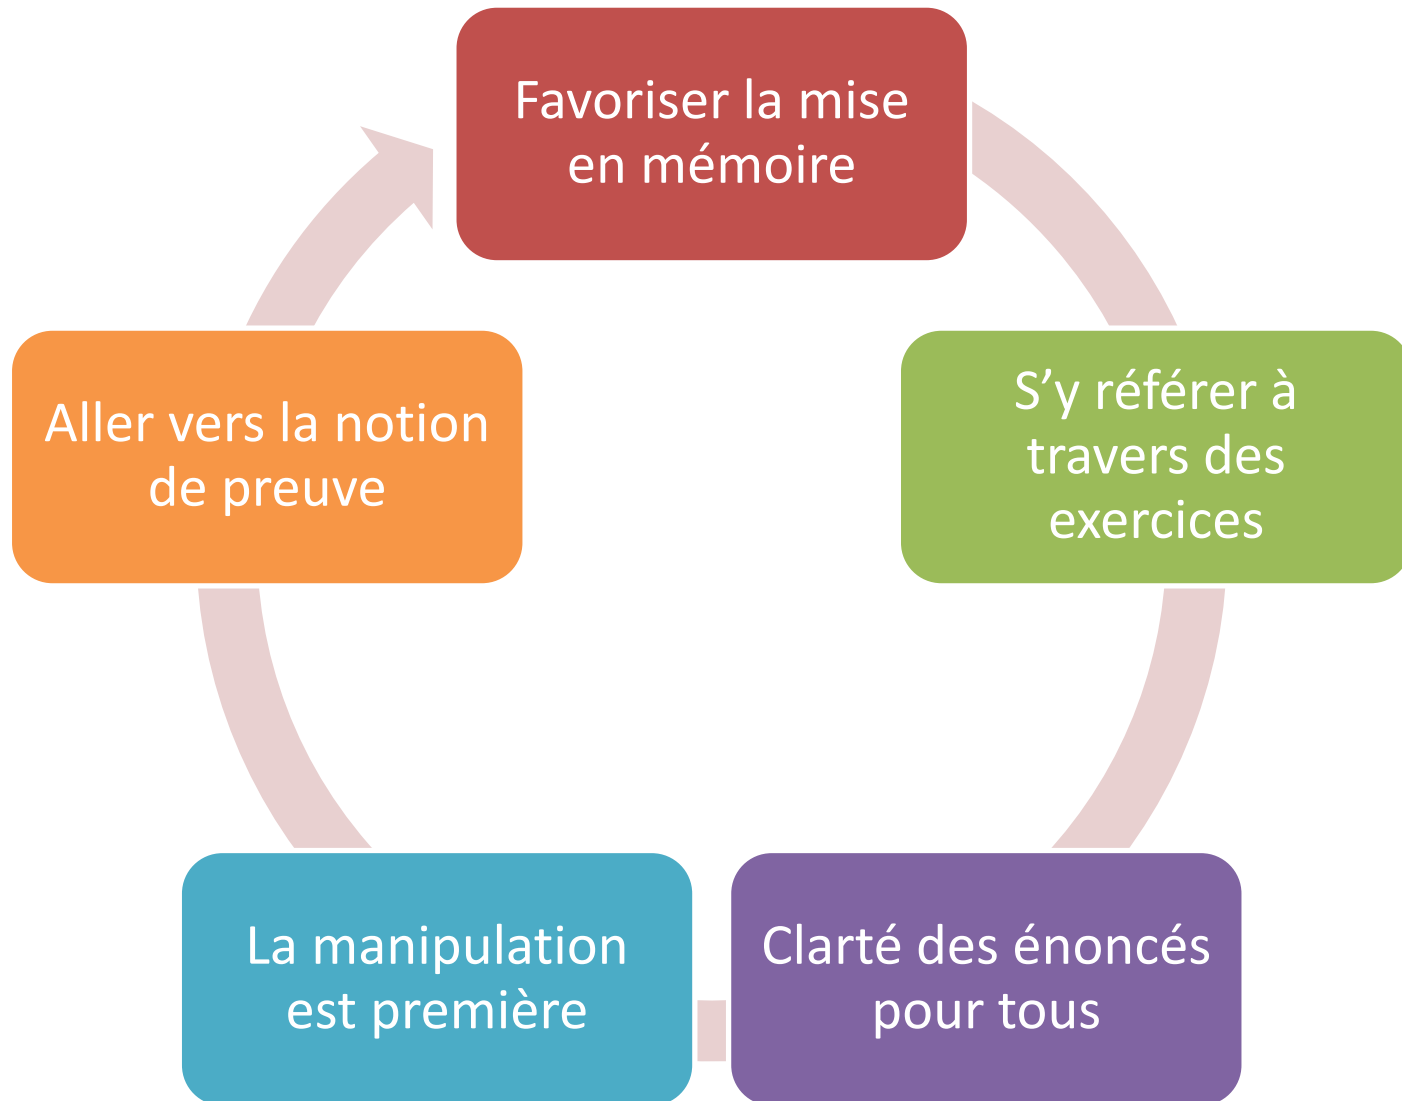 Favoriser la mise
en mémoire
S’y référer à
travers des
exercices
Clarté des énoncés
pour tous
La manipulation
est première
Aller vers la notion
de preuve